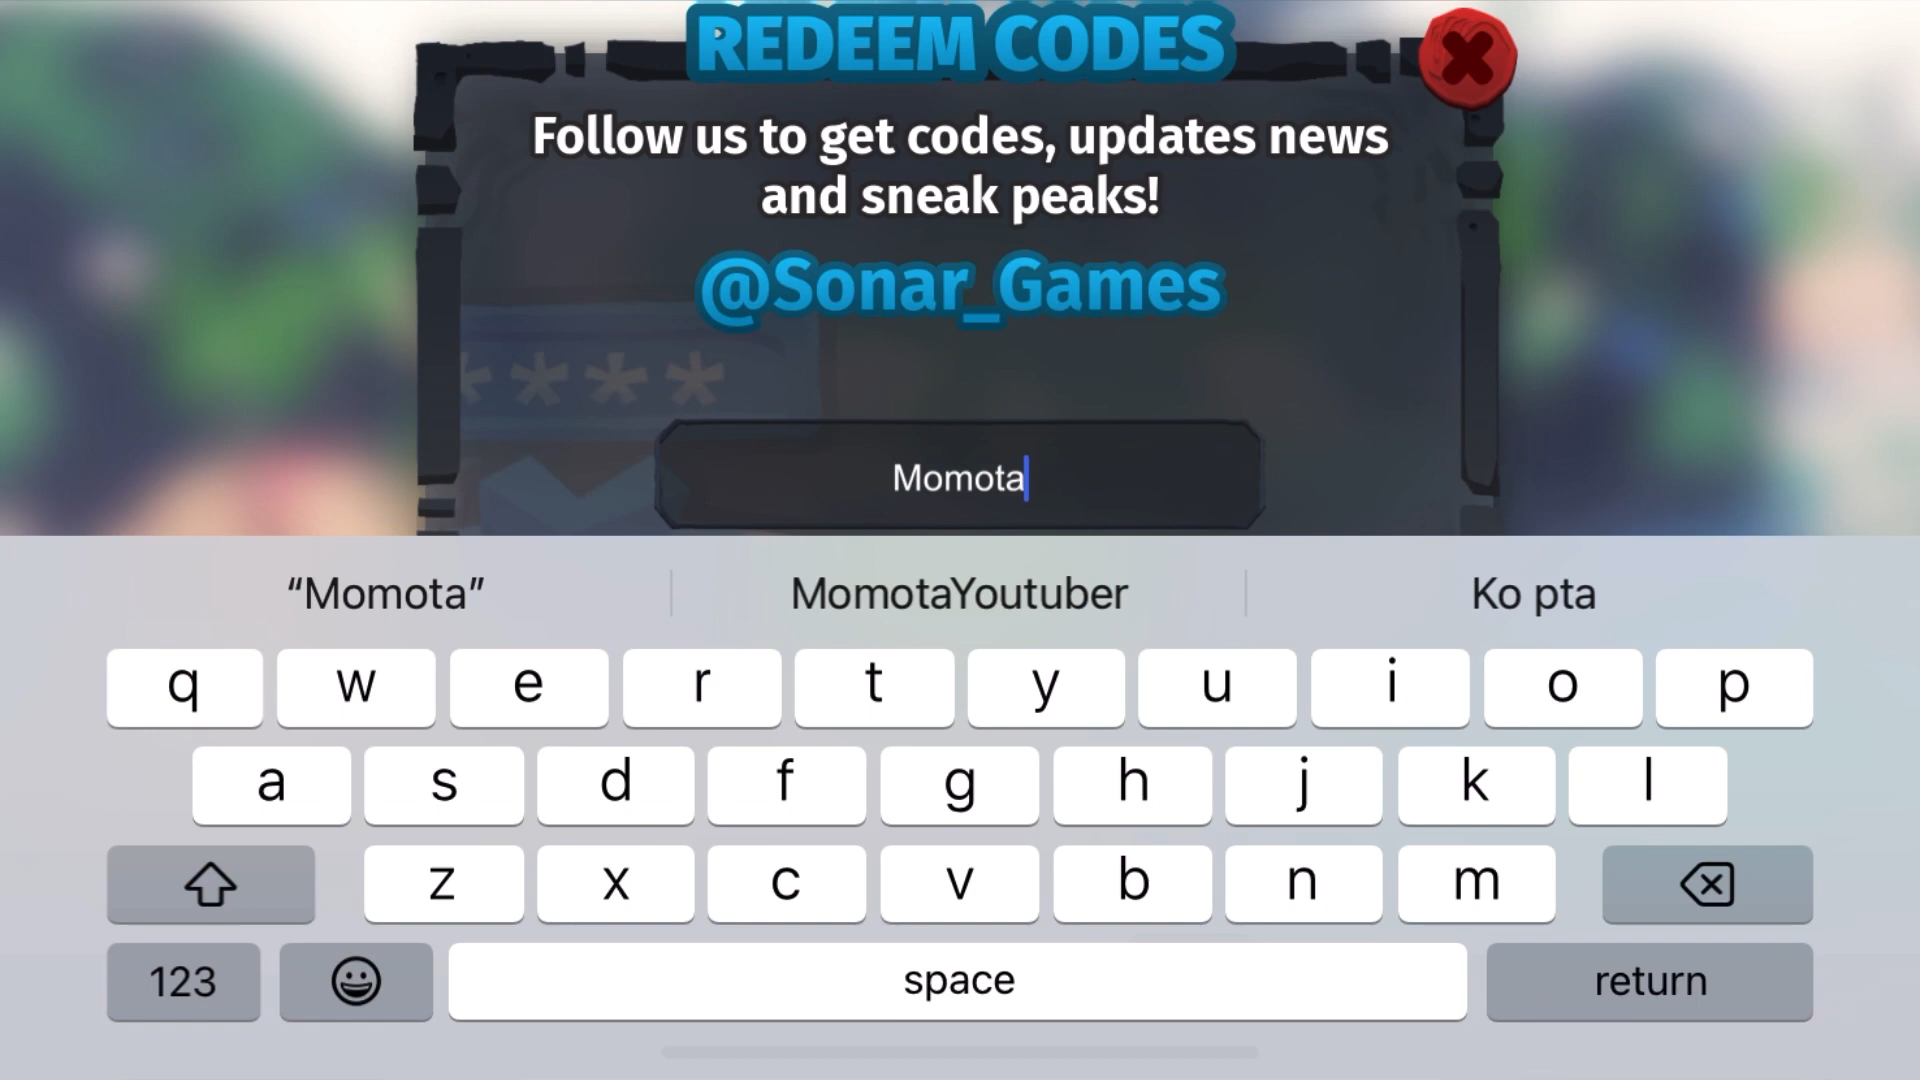 REDEEM CODES
Follow us to get codes, updates news
and sneak peaks!
@Sonar_Games
****
Momota
“Momota” MomotaYoutuber Ko pta
q w e r t y u i o p
a s d f g h j k l
z x c v b n m
123 space return